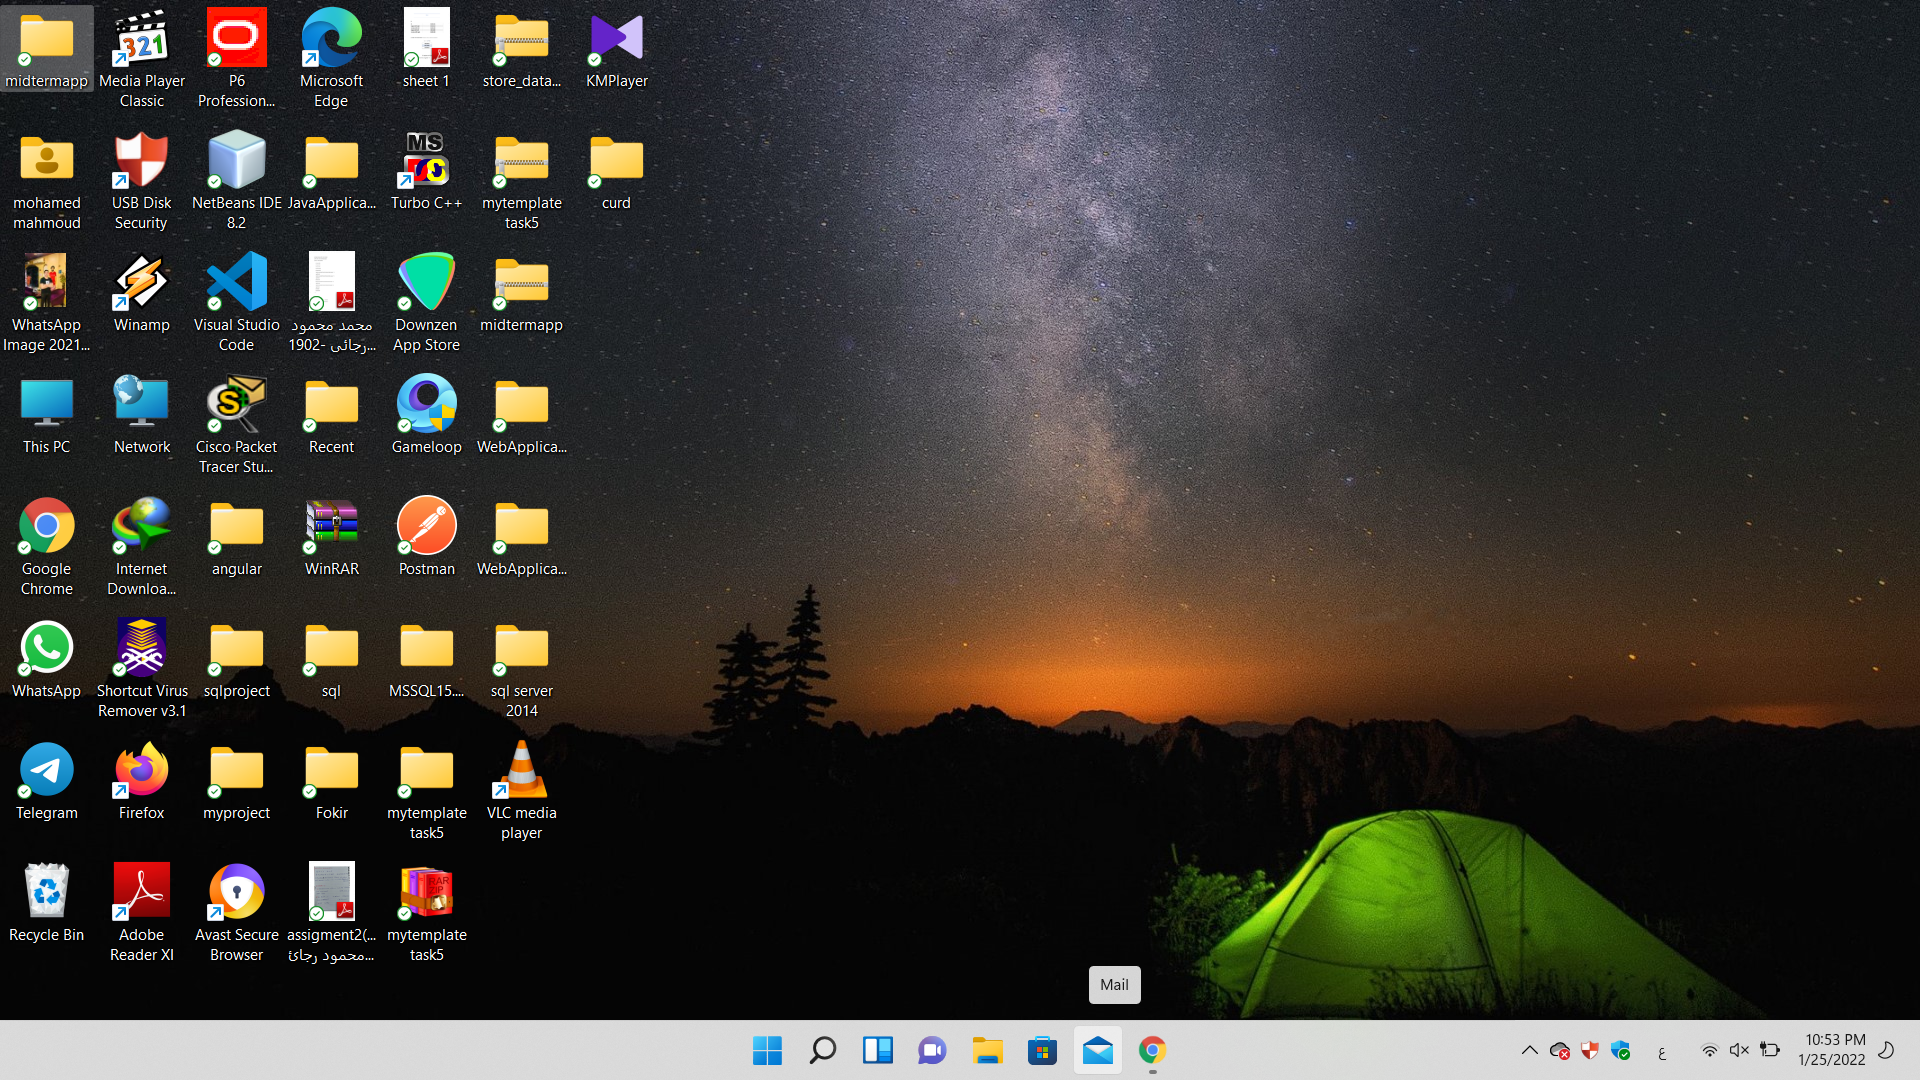 midtermapp
Media Player
Classic
P6
Profession...
Microsoft
Edge
sheet 1
store_data...
KMPlayer
mohamed
mahmoud
USB Disk
Security
NetBeans IDE
8.2
JavaApplica...
MS
Turbo C++
mytemplate
task5
curd
WhatsApp
Image 2021...
Winamp
Visual Studio
Code
محمد محمود
رجائى -1902...
Downzen
App Store
midtermapp
This PC
Network
Cisco Packet
Tracer Stu...
Recent
Gameloop
WebApplica...
Google
Chrome
Internet
Downloa...
angular
WinRAR
Postman
WebApplica...
WhatsApp
Shortcut Virus
Remover v3.1
sqlproject
sql
MSSQL15....
sql server
2014
Telegram
Firefox
myproject
Fokir
mytemplate
task5
VLC media
player
Recycle Bin
Adobe
Reader XI
Avast Secure
Browser
assigment2(...
محمود رجائ...
mytemplate
task5
Mail
ع
10:53 PM
1/25/2022